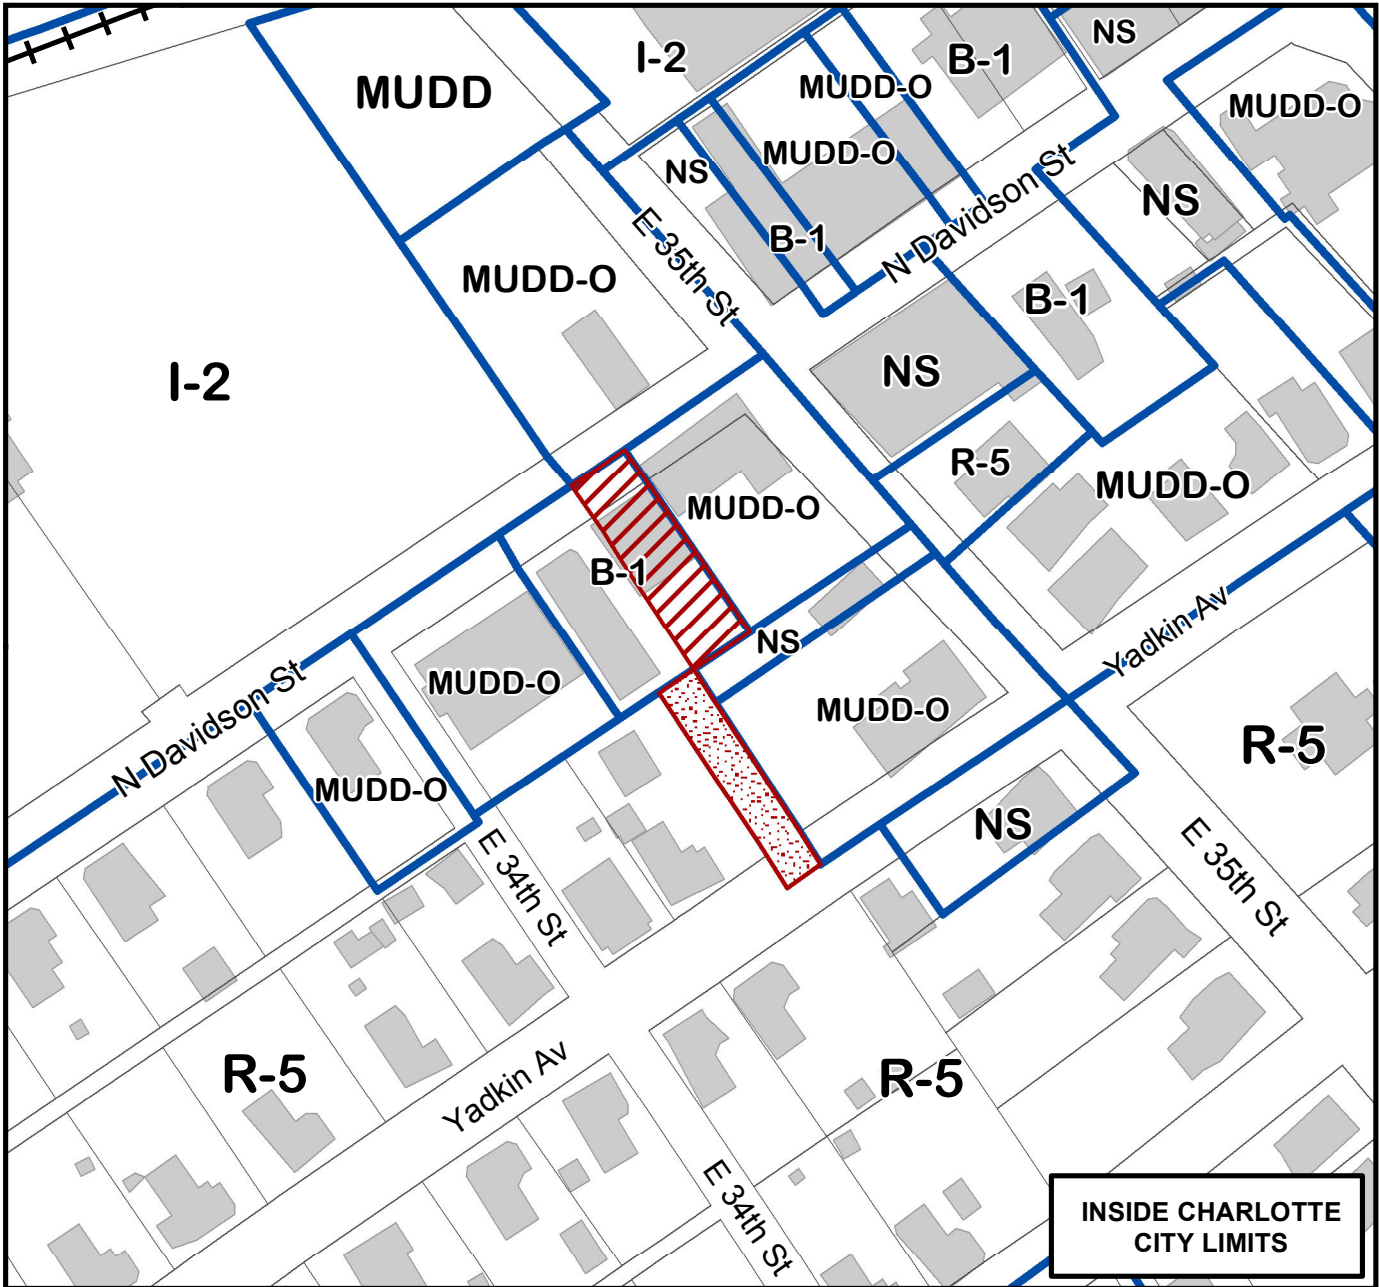 I-2
NS
B-1
MUDD
MUDD-O
MUDD-O
MUDD-O
NS
NS
B-1
N Davidson St
E 35th St
MUDD-O
B-1
NS
I-2
R-5
MUDD-O
MUDD-O
B-1
Yadkin Av
NS
MUDD-O
MUDD-O
N Davidson St
R-5
MUDD-O
NS
E 34th St
E 35th St
R-5
Yadkin Av
R-5
E 34th St
INSIDE CHARLOTTE
CITY LIMITS